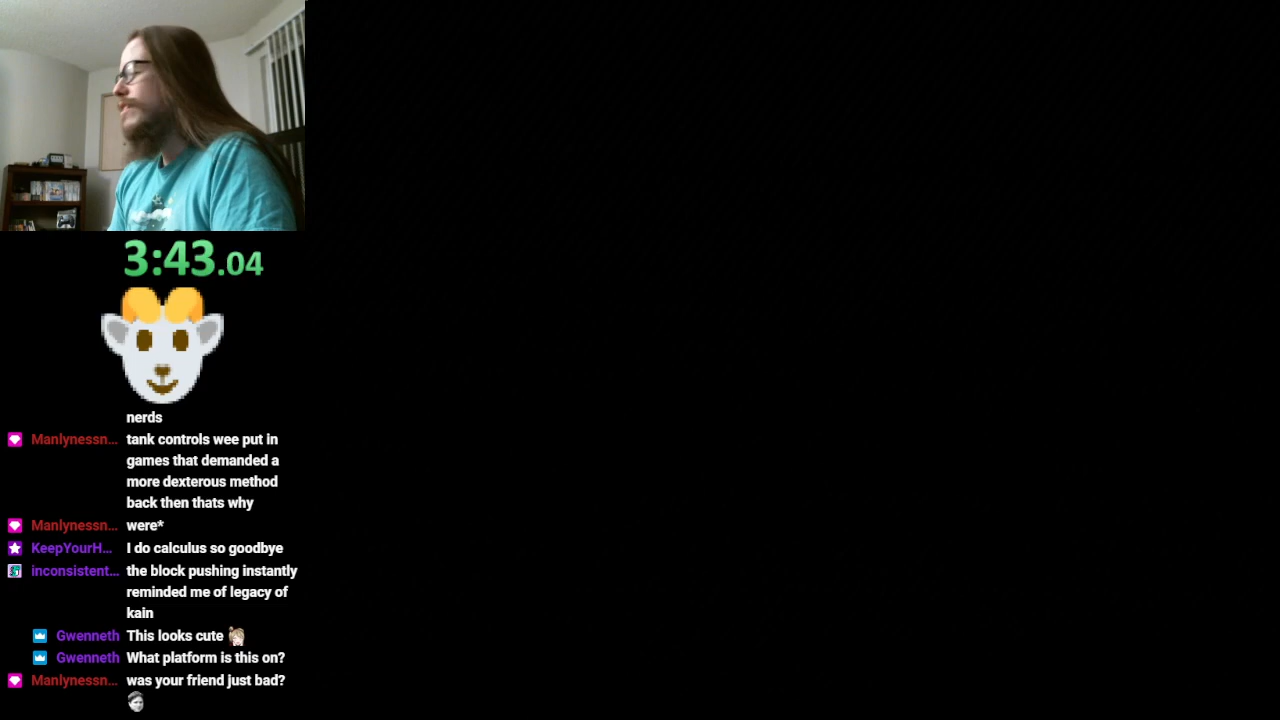 3:43.04
nerds
Manlynessn... tank controls wee put in
games that demanded a
more dexterous method
back then thats why
Manlynessn... were*
KeepYourH... I do calculus so goodbye
inconsistent... the block pushing instantly
reminded me of legacy of
kain
Gwenneth This looks cute
Gwenneth What platform is this on?
Manlynessn... was your friend just bad?